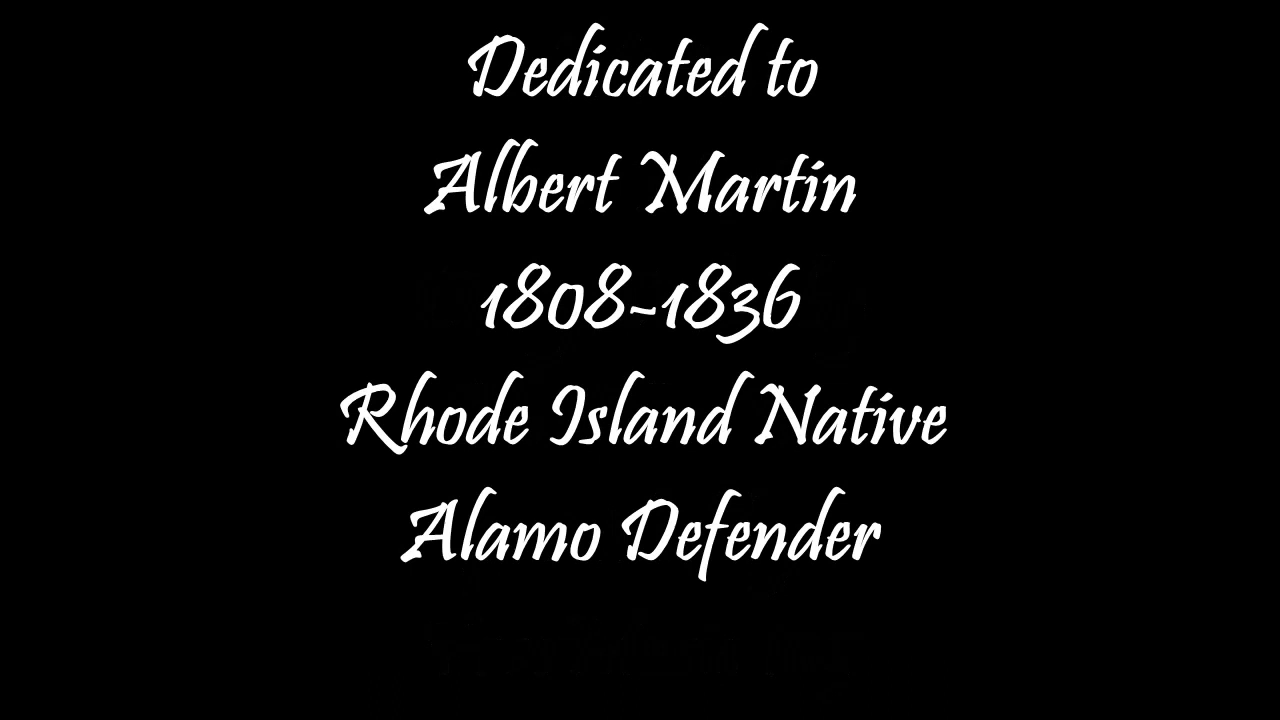 Dedicated to
Albert Martin
1808-1836
Rhode Island Native
Alamo Defender